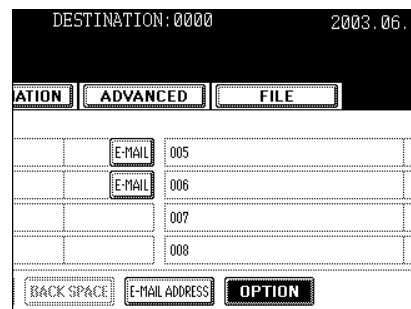 DESTINATION:0000 2003.06.
ATION ADVANCED FILE
E-MAIL 005
E-MAIL 006
007
008
BACK SPACE E-MAIL ADDRESS OPTION